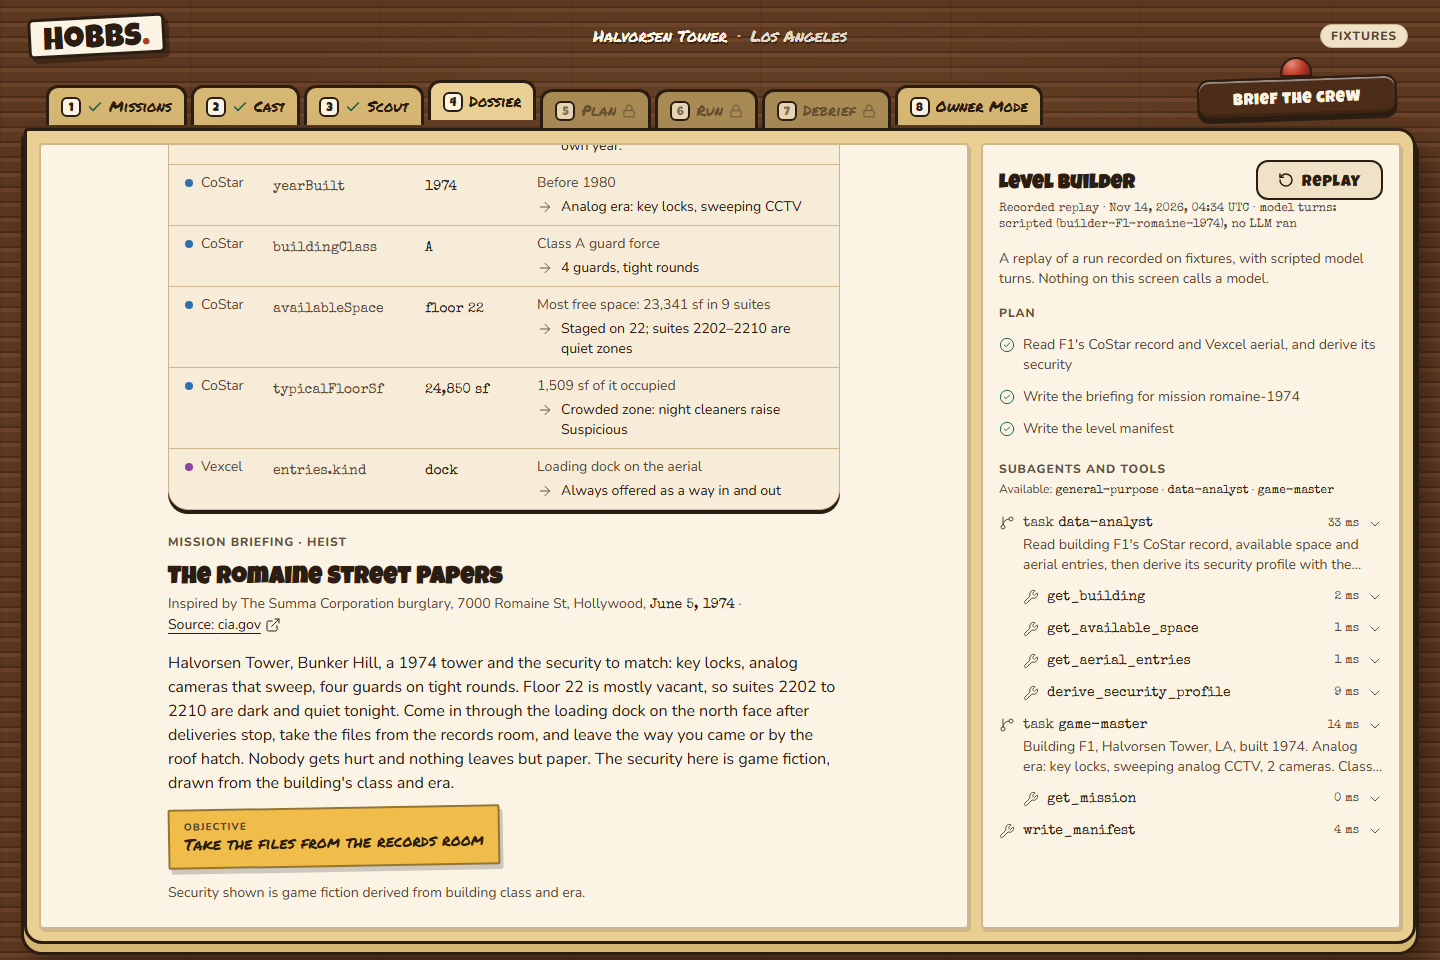 HOBBS.
Halvorsen Tower · Los Angeles
FIXTURES
1 Missions
2 Cast
3 Scout
4 Dossier
5 Plan
6 Run
7 Debrief
8 Owner Mode
BRIEF THE CREW
own year.
CoStar yearBuilt 1974 Before 1980
→ Analog era: key locks, sweeping CCTV
CoStar buildingClass A Class A guard force
→ 4 guards, tight rounds
CoStar availableSpace floor 22 Most free space: 23,341 sf in 9 suites
→ Staged on 22; suites 2202–2210 are
quiet zones
CoStar typicalFloorSf 24,850 sf 1,509 sf of it occupied
→ Crowded zone: night cleaners raise
Suspicious
Vexcel entries.kind dock Loading dock on the aerial
→ Always offered as a way in and out
MISSION BRIEFING · HEIST
The Romaine Street Papers
Inspired by The Summa Corporation burglary, 7000 Romaine St, Hollywood, June 5, 1974 ·
Source: cia.gov
Halvorsen Tower, Bunker Hill, a 1974 tower and the security to match: key locks, analog
cameras that sweep, four guards on tight rounds. Floor 22 is mostly vacant, so suites 2202 to
2210 are dark and quiet tonight. Come in through the loading dock on the north face after
deliveries stop, take the files from the records room, and leave the way you came or by the
roof hatch. Nobody gets hurt and nothing leaves but paper. The security here is game fiction,
drawn from the building's class and era.
OBJECTIVE
Take the files from the records room
Security shown is game fiction derived from building class and era.
Level Builder
REPLAY
Recorded replay · Nov 14, 2026, 04:34 UTC · model turns:
scripted (builder-F1-romaine-1974), no LLM ran
A replay of a run recorded on fixtures, with scripted model
turns. Nothing on this screen calls a model.
PLAN
Read F1's CoStar record and Vexcel aerial, and derive its
security
Write the briefing for mission romaine-1974
Write the level manifest
SUBAGENTS AND TOOLS
Available: general-purpose · data-analyst · game-master
task data-analyst 33 ms
Read building F1's CoStar record, available space and
aerial entries, then derive its security profile with the...
get_building 2 ms
get_available_space 1 ms
get_aerial_entries 1 ms
derive_security_profile 9 ms
task game-master 14 ms
Building F1, Halvorsen Tower, LA, built 1974. Analog
era: key locks, sweeping analog CCTV, 2 cameras. Class...
get_mission 0 ms
write_manifest 4 ms